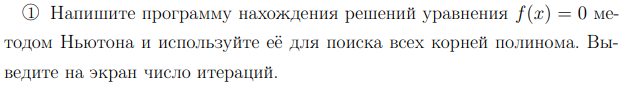 ① Напишите программу нахождения решений уравнения f(x) = 0 ме-
тодом Ньютона и используйте её для поиска всех корней полинома. Вы-
ведите на экран число итераций.